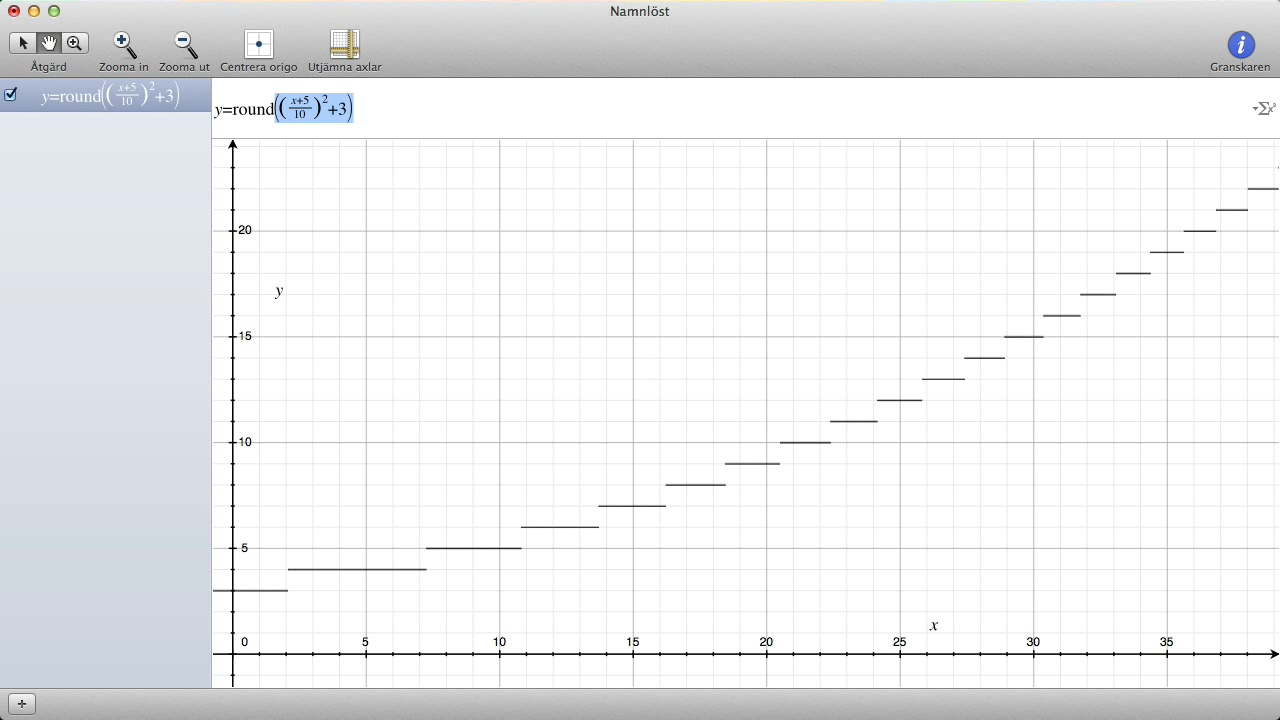 Namnlöst
Åtgärd Zooma in Zooma ut Centrera origo Utjämna axlar Granskaren
y=round((x+5/10)²+3)
y=round((x+5/10)²+3)
Σx²
20
y
15
10
5
x
0 5 10 15 20 25 30 35